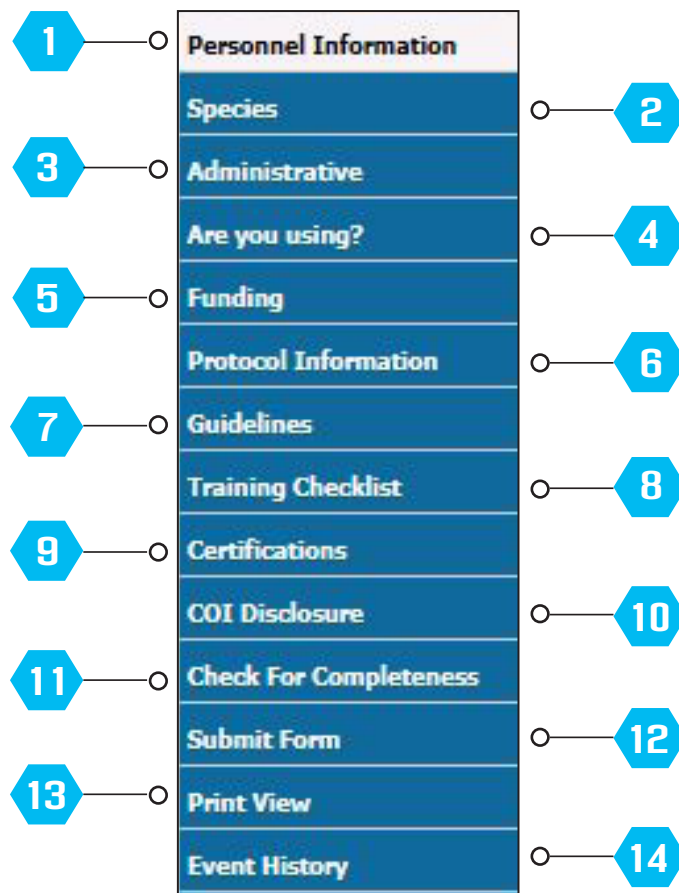 1 Personnel Information
Species 2
3 Administrative
Are you using? 4
5 Funding
Protocol Information 6
7 Guidelines
Training Checklist 8
9 Certifications
COI Disclosure 10
11 Check For Completeness
Submit Form 12
13 Print View
Event History 14